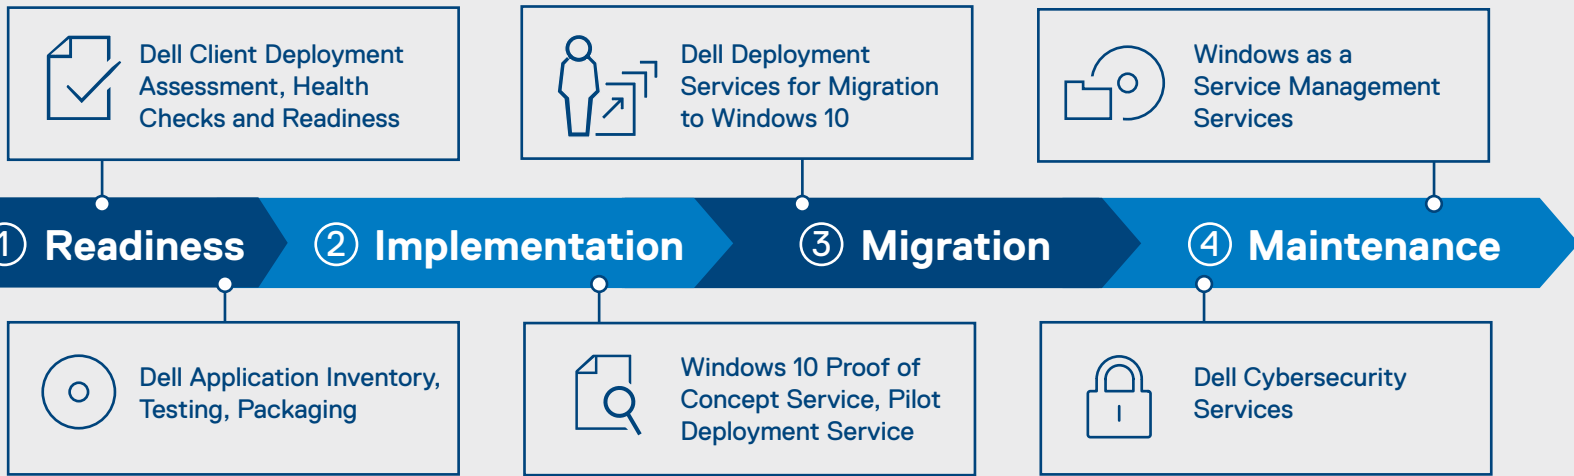 Dell Client Deployment
Assessment, Health
Checks and Readiness
Dell Deployment
Services for Migration
to Windows 10
Windows as a
Service Management
Services
1 Readiness
2 Implementation
3 Migration
4 Maintenance
Dell Application Inventory,
Testing, Packaging
Windows 10 Proof of
Concept Service, Pilot
Deployment Service
Dell Cybersecurity
Services